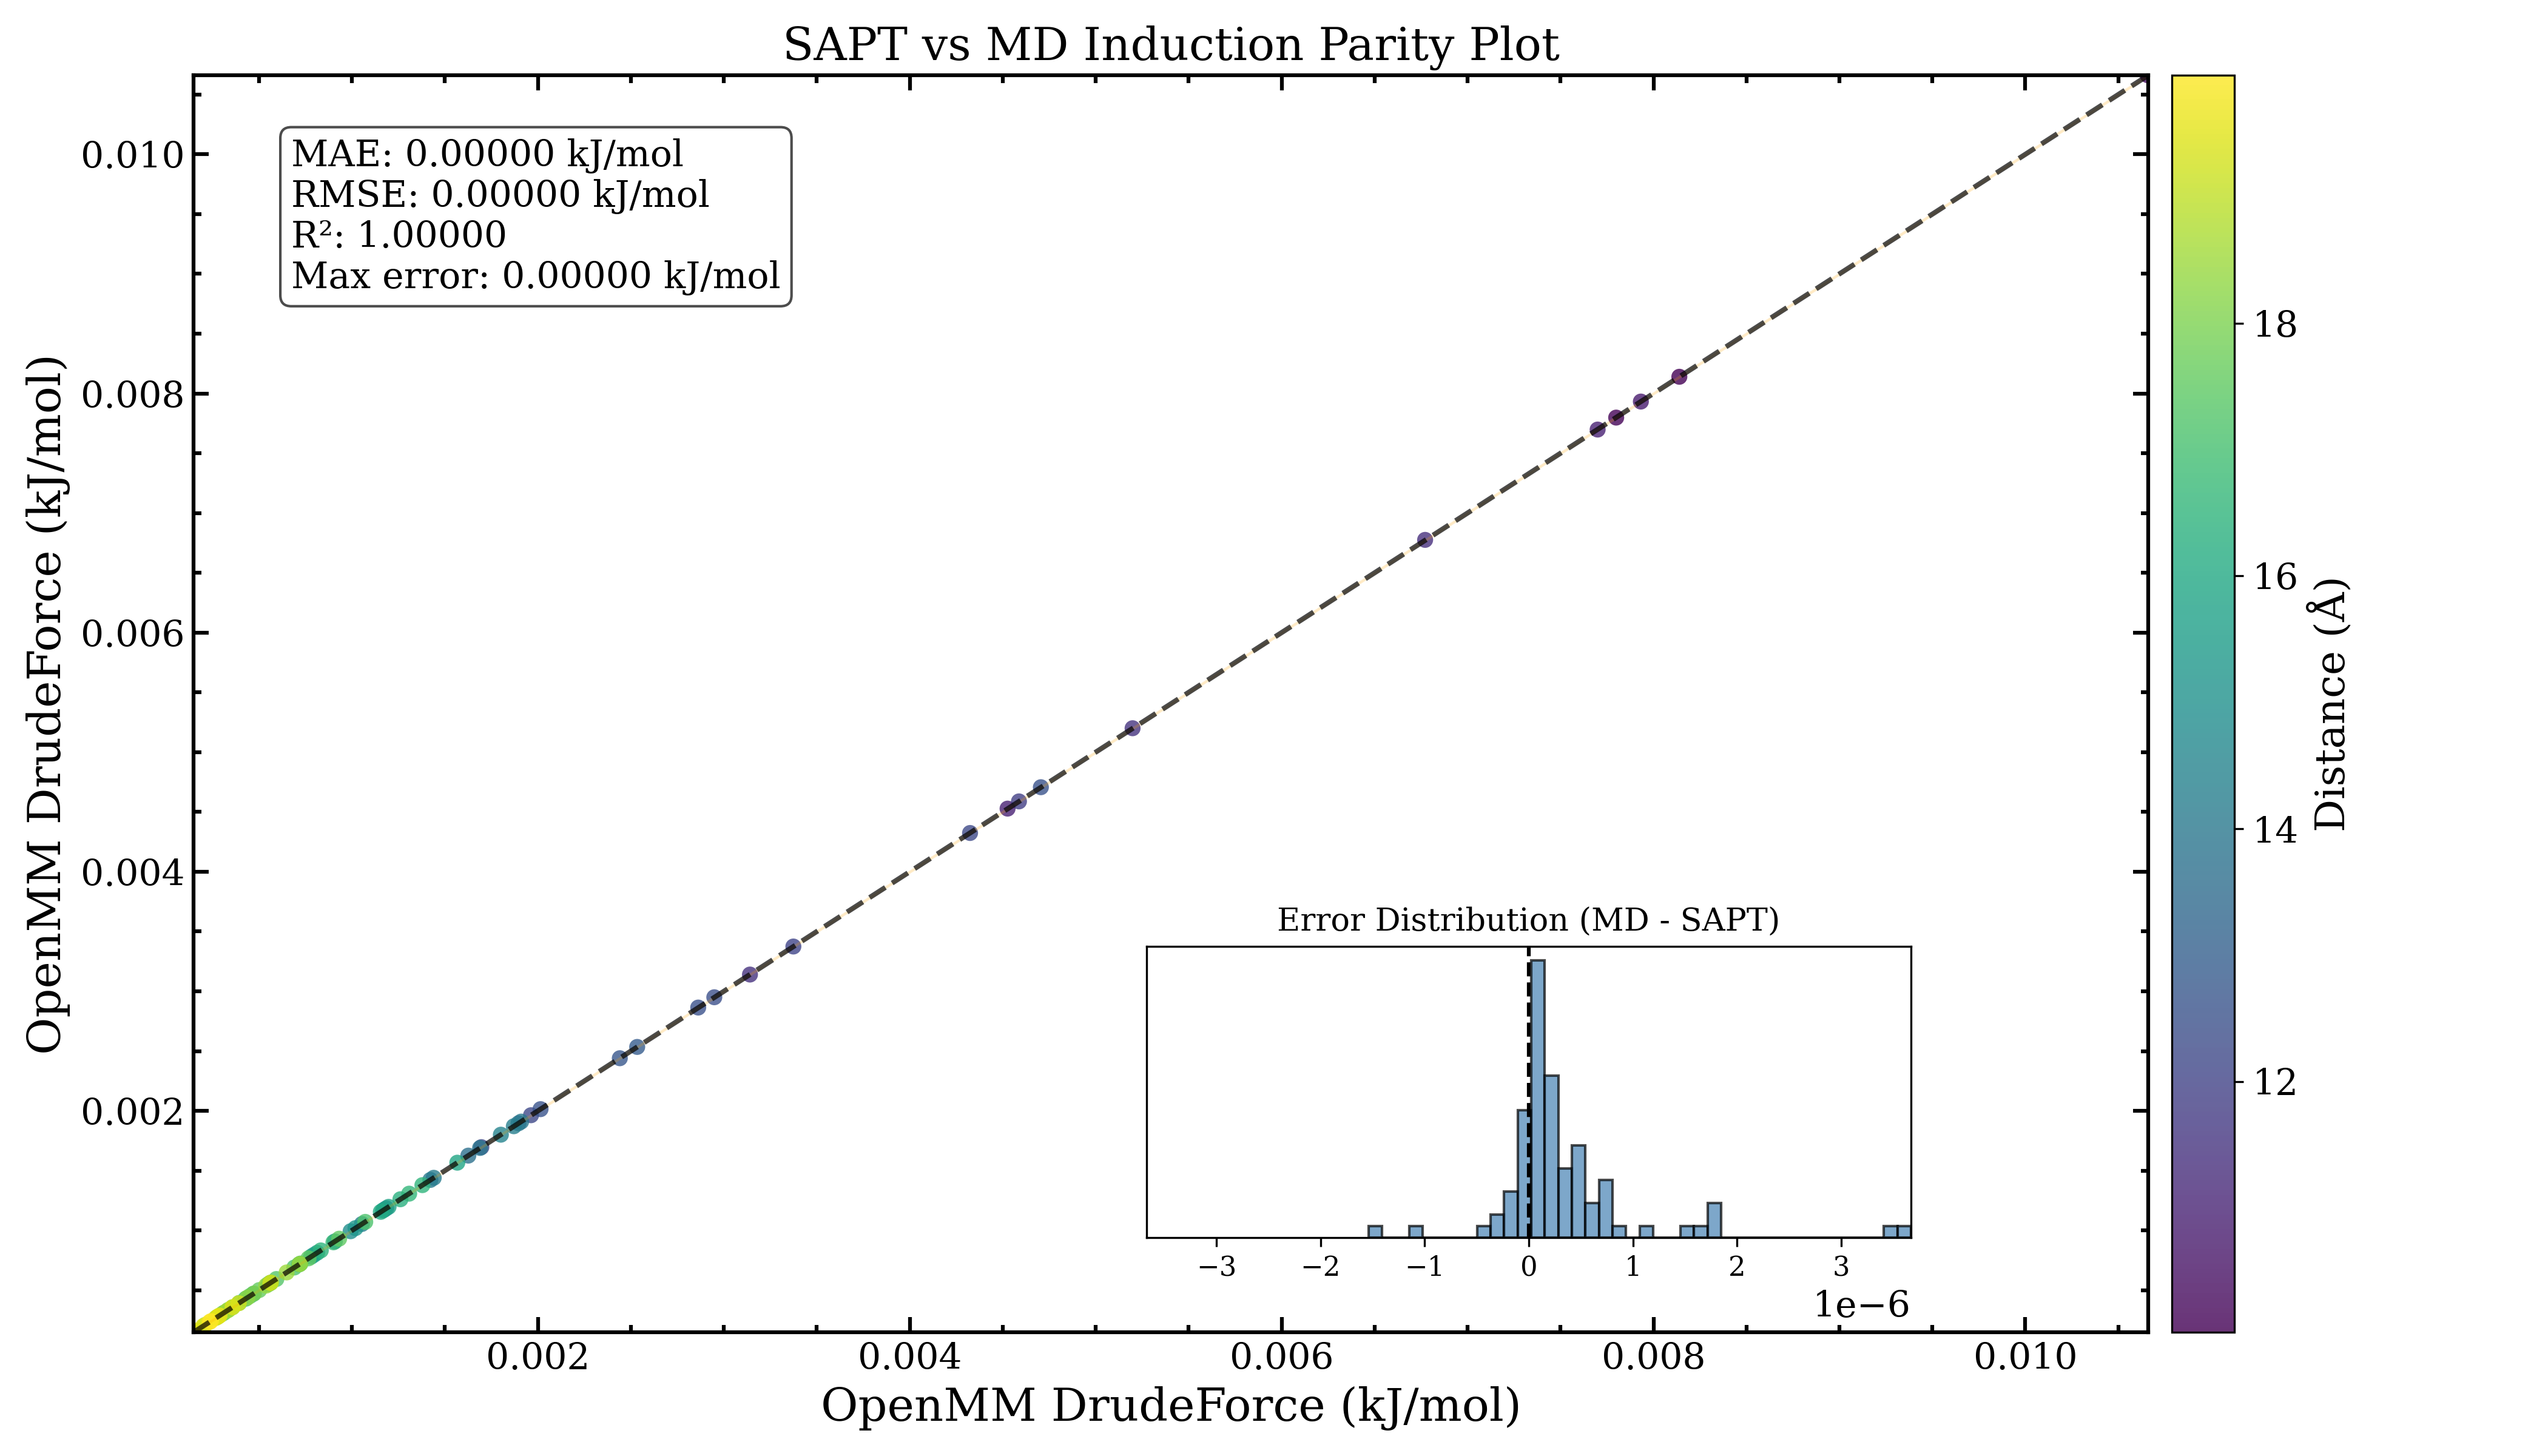 SAPT vs MD Induction Parity Plot
MAE: 0.00000 kJ/mol
RMSE: 0.00000 kJ/mol
R²: 1.00000
Max error: 0.00000 kJ/mol
OpenMM DrudeForce (kJ/mol)
0.010
0.008
0.006
0.004
0.002
Error Distribution (MD - SAPT)
−3 −2 −1 0 1 2 3
1e−6
0.002 0.004 0.006 0.008 0.010
OpenMM DrudeForce (kJ/mol)
18
16
14
12
Distance (Å)